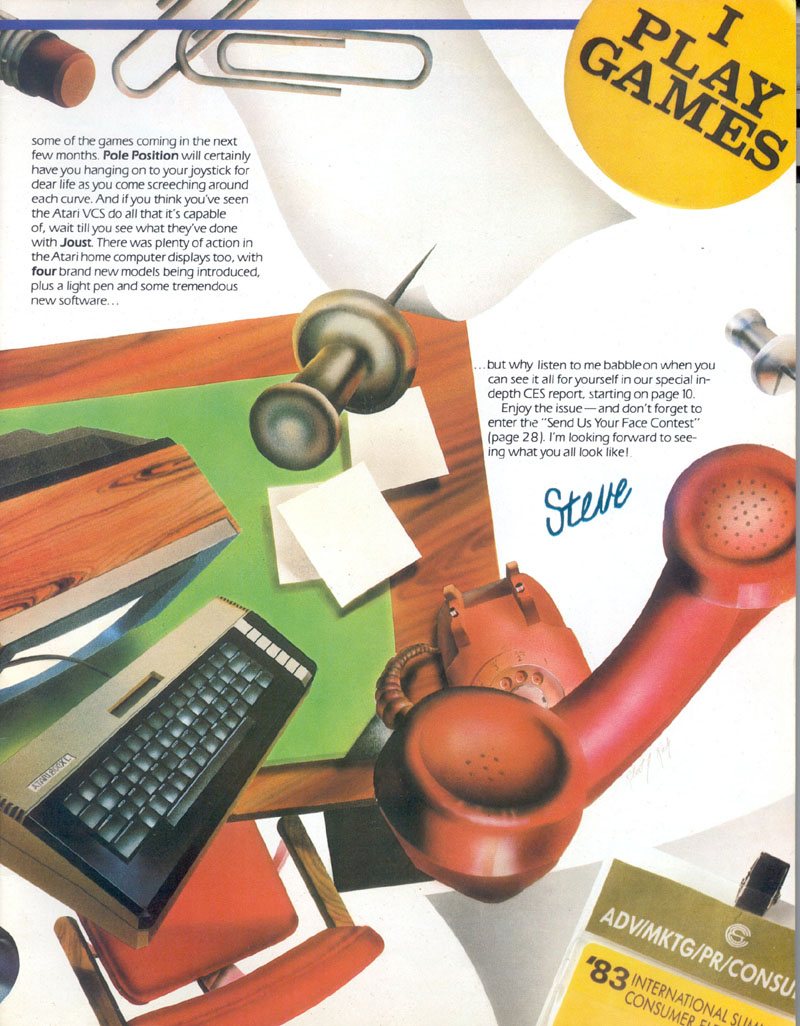 I
PLAY
GAMES
some of the games coming in the next
few months. Pole Position will certainly
have you hanging on to your joystick for
dear life as you come screeching around
each curve. And if you think you've seen
the Atari VCS do all that it's capable
of, wait till you see what they've done
with Joust. There was plenty of action in
the Atari home computer displays too, with
four brand new models being introduced,
plus a light pen and some tremendous
new software...
...but why listen to me babble on when you
can see it all for yourself in our special in-
depth CES report, starting on page 10.
Enjoy the issue—and don't forget to
enter the "Send Us Your Face Contest"
(page 28). I'm looking forward to see-
ing what you all look like!
Steve
ADV/MKTG/PR/CONSU
'83 INTERNATIONAL SUM